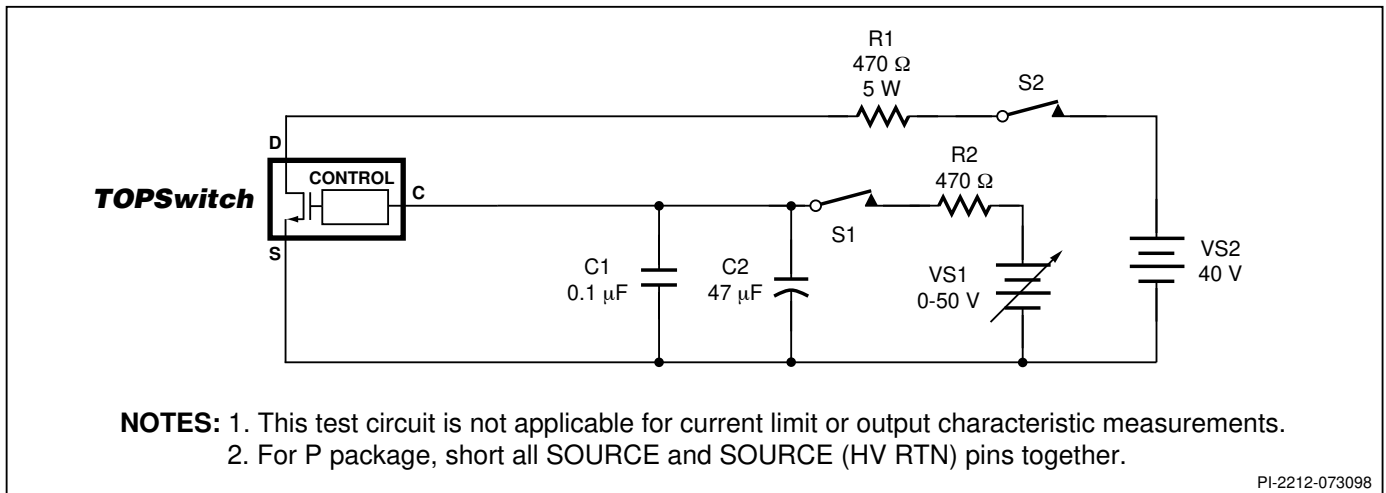 R1
470 Ω
5 W
S2
D
R2
470 Ω
CONTROL
C
TOPSwitch
S1
S
C1
0.1 μF
C2
47 μF
VS1
0-50 V
VS2
40 V
NOTES: 1. This test circuit is not applicable for current limit or output characteristic measurements.
2. For P package, short all SOURCE and SOURCE (HV RTN) pins together.
PI-2212-073098